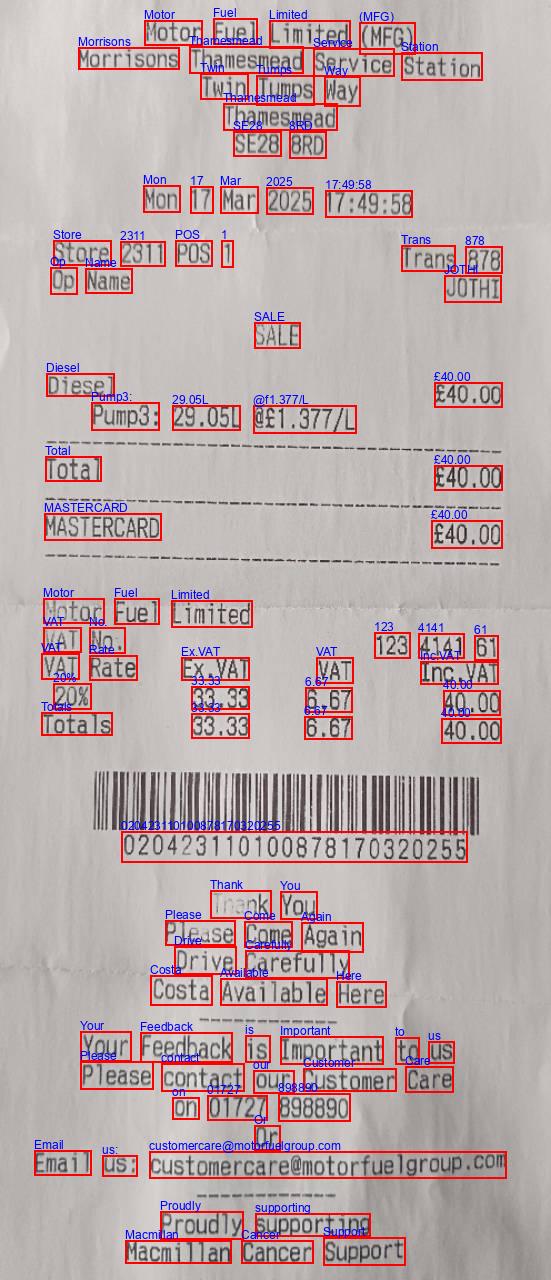 Motor Fuel Limited (MFG)
Morrisons Thamesmead Service Station
Twin Tumps Way
Thamesmead
SE28 8RD
Mon 17 Mar 2025 17:49:58
Store 2311 POS 1 Trans 878
Op Name JOTHI
SALE
Diesel £40.00
Pump3: 29.05L @£1.377/L
Total £40.00
MASTERCARD £40.00
Motor Fuel Limited
VAT No. 123 4141 61
VAT Rate Ex.VAT VAT Inc.VAT
20% 33.33 6.67 40.00
Totals 33.33 6.67 40.00
020423110100878170320255
Thank You
Please Come Again
Drive Carefully
Costa Available Here
Your Feedback is Important to us
Please contact our Customer Care
on 01727 898890
Or
Email us: customercare@motorfuelgroup.com
Proudly supporting
Macmillan Cancer Support